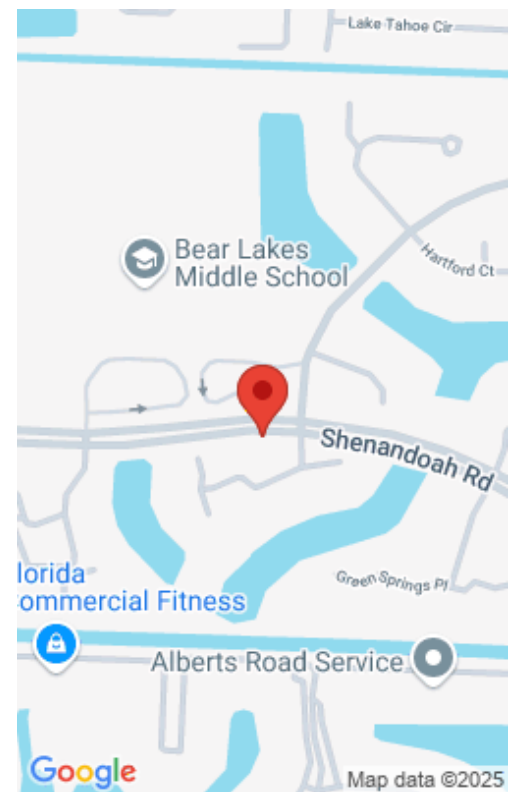 Lake Tahoe Cir
Bear Lakes
Middle School
Hartford Ct
Shenandoah Rd
lorida
ommercial Fitness
Green Springs Pl
Alberts Road Service
Google
Map data ©2025